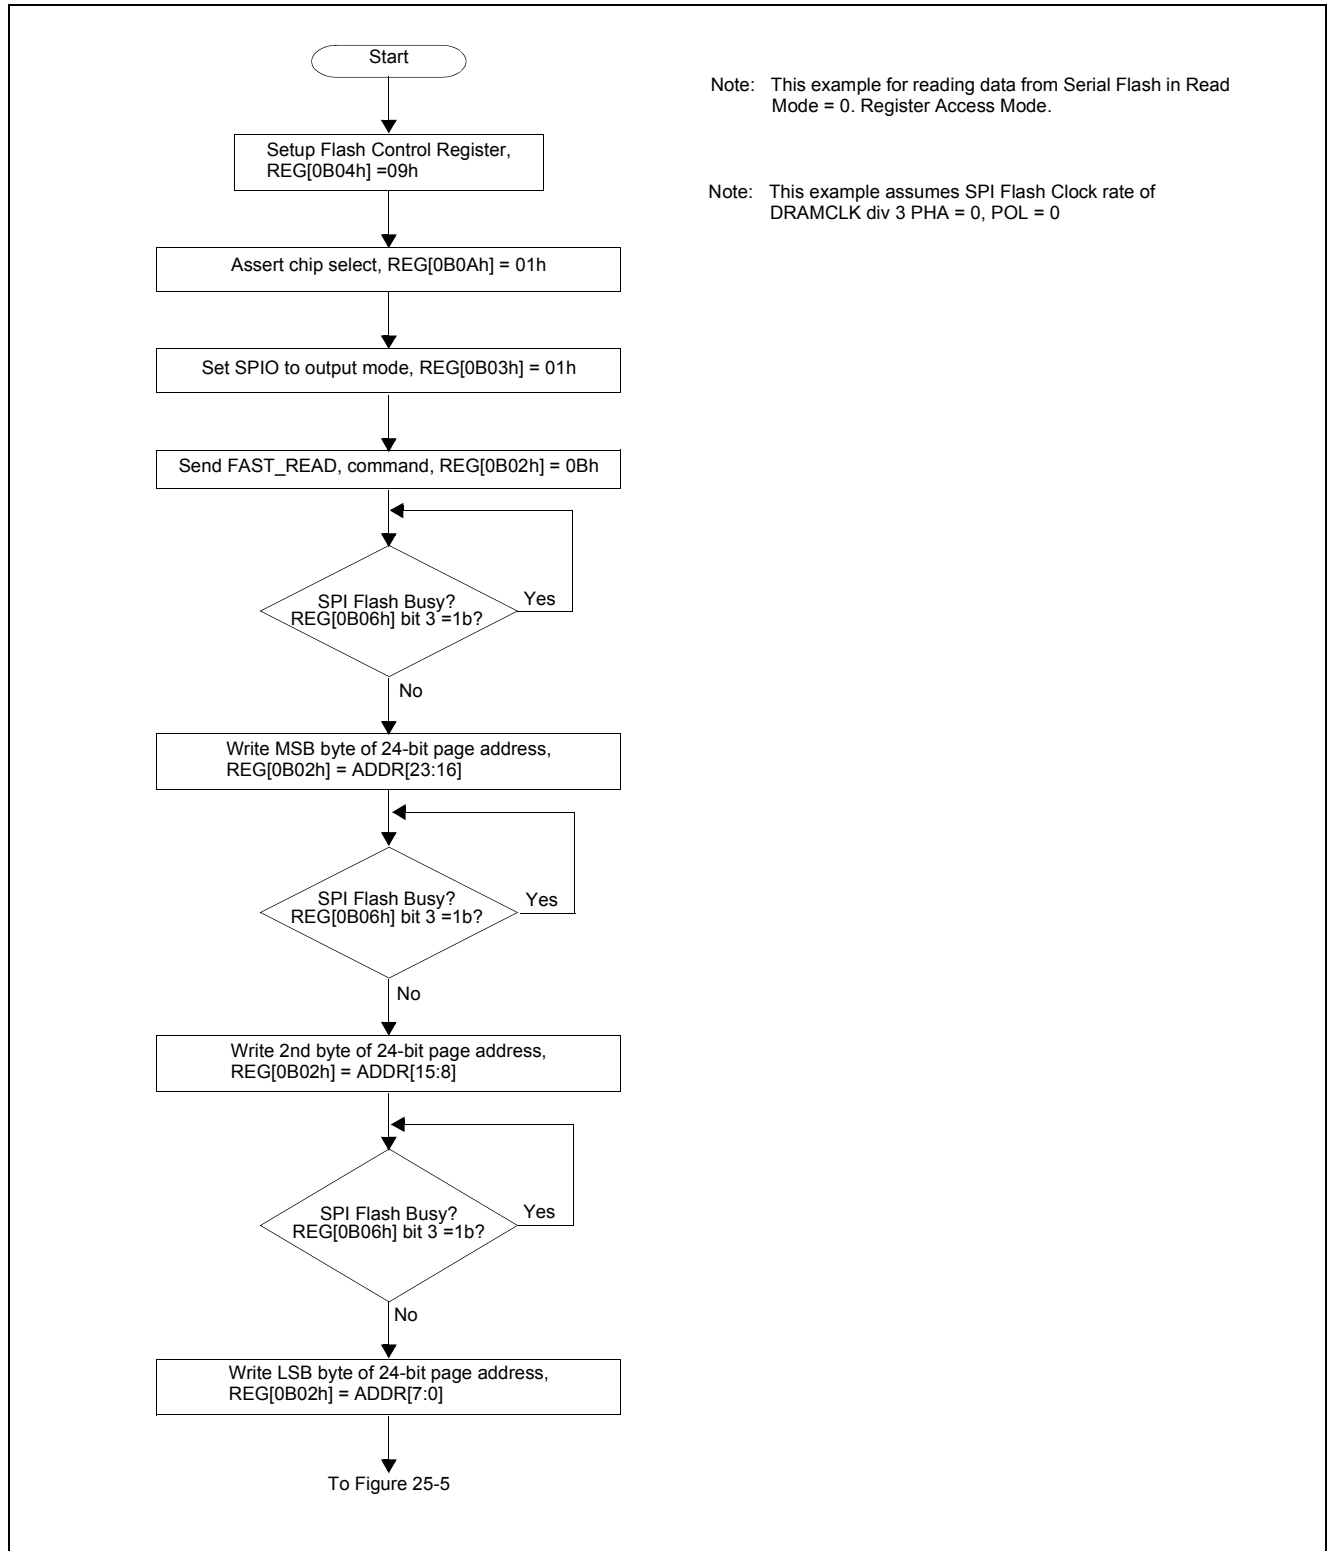 Start
Note: This example for reading data from Serial Flash in Read
Mode = 0. Register Access Mode.
Setup Flash Control Register,
REG[0B04h] =09h
Note: This example assumes SPI Flash Clock rate of
DRAMCLK div 3 PHA = 0, POL = 0
Assert chip select, REG[0B0Ah] = 01h
Set SPIO to output mode, REG[0B03h] = 01h
Send FAST_READ, command, REG[0B02h] = 0Bh
SPI Flash Busy?
REG[0B06h] bit 3 =1b?
Yes
No
Write MSB byte of 24-bit page address,
REG[0B02h] = ADDR[23:16]
SPI Flash Busy?
REG[0B06h] bit 3 =1b?
Yes
No
Write 2nd byte of 24-bit page address,
REG[0B02h] = ADDR[15:8]
SPI Flash Busy?
REG[0B06h] bit 3 =1b?
Yes
No
Write LSB byte of 24-bit page address,
REG[0B02h] = ADDR[7:0]
To Figure 25-5